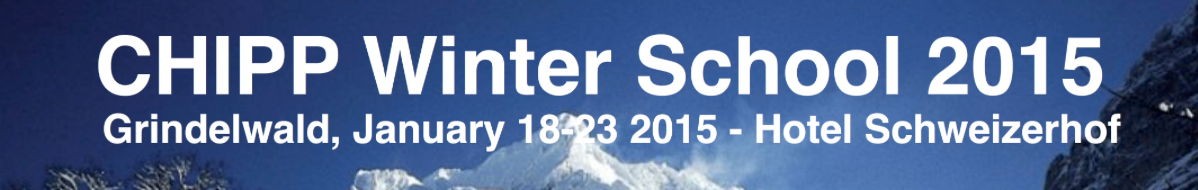 CHIPP Winter School 2015
Grindelwald, January 18-23 2015 - Hotel Schweizerhof